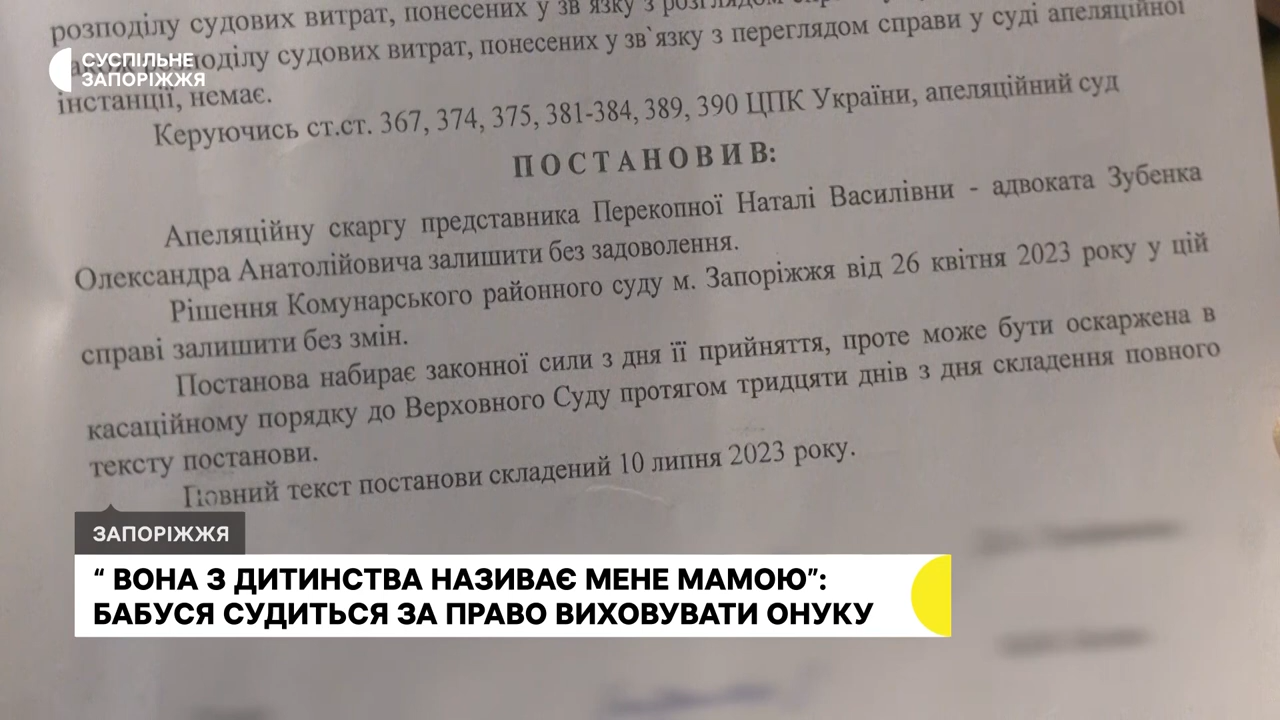 розподілу судових витрат, понесених у зв`язку з розглядом справи у
також розподілу судових витрат, понесених у зв`язку з переглядом справи у суді апеляційної
інстанції, немає.
Керуючись ст.ст. 367, 374, 375, 381-384, 389, 390 ЦПК України, апеляційний суд
П О С Т А Н О В И В:
Апеляційну скаргу представника Перекопної Наталі Василівни - адвоката Зубенка
Олександра Анатолійовича залишити без задоволення.
Рішення Комунарського районного суду м. Запоріжжя від 26 квітня 2023 року у цій
справі залишити без змін.
Постанова набирає законної сили з дня її прийняття, проте може бути оскаржена в
касаційному порядку до Верховного Суду протягом тридцяти днів з дня складення повного
тексту постанови.
Повний текст постанови складений 10 липня 2023 року.
СУСПІЛЬНЕ
ЗАПОРІЖЖЯ
ЗАПОРІЖЖЯ
“ ВОНА З ДИТИНСТВА НАЗИВАЄ МЕНЕ МАМОЮ”:
БАБУСЯ СУДИТЬСЯ ЗА ПРАВО ВИХОВУВАТИ ОНУКУ